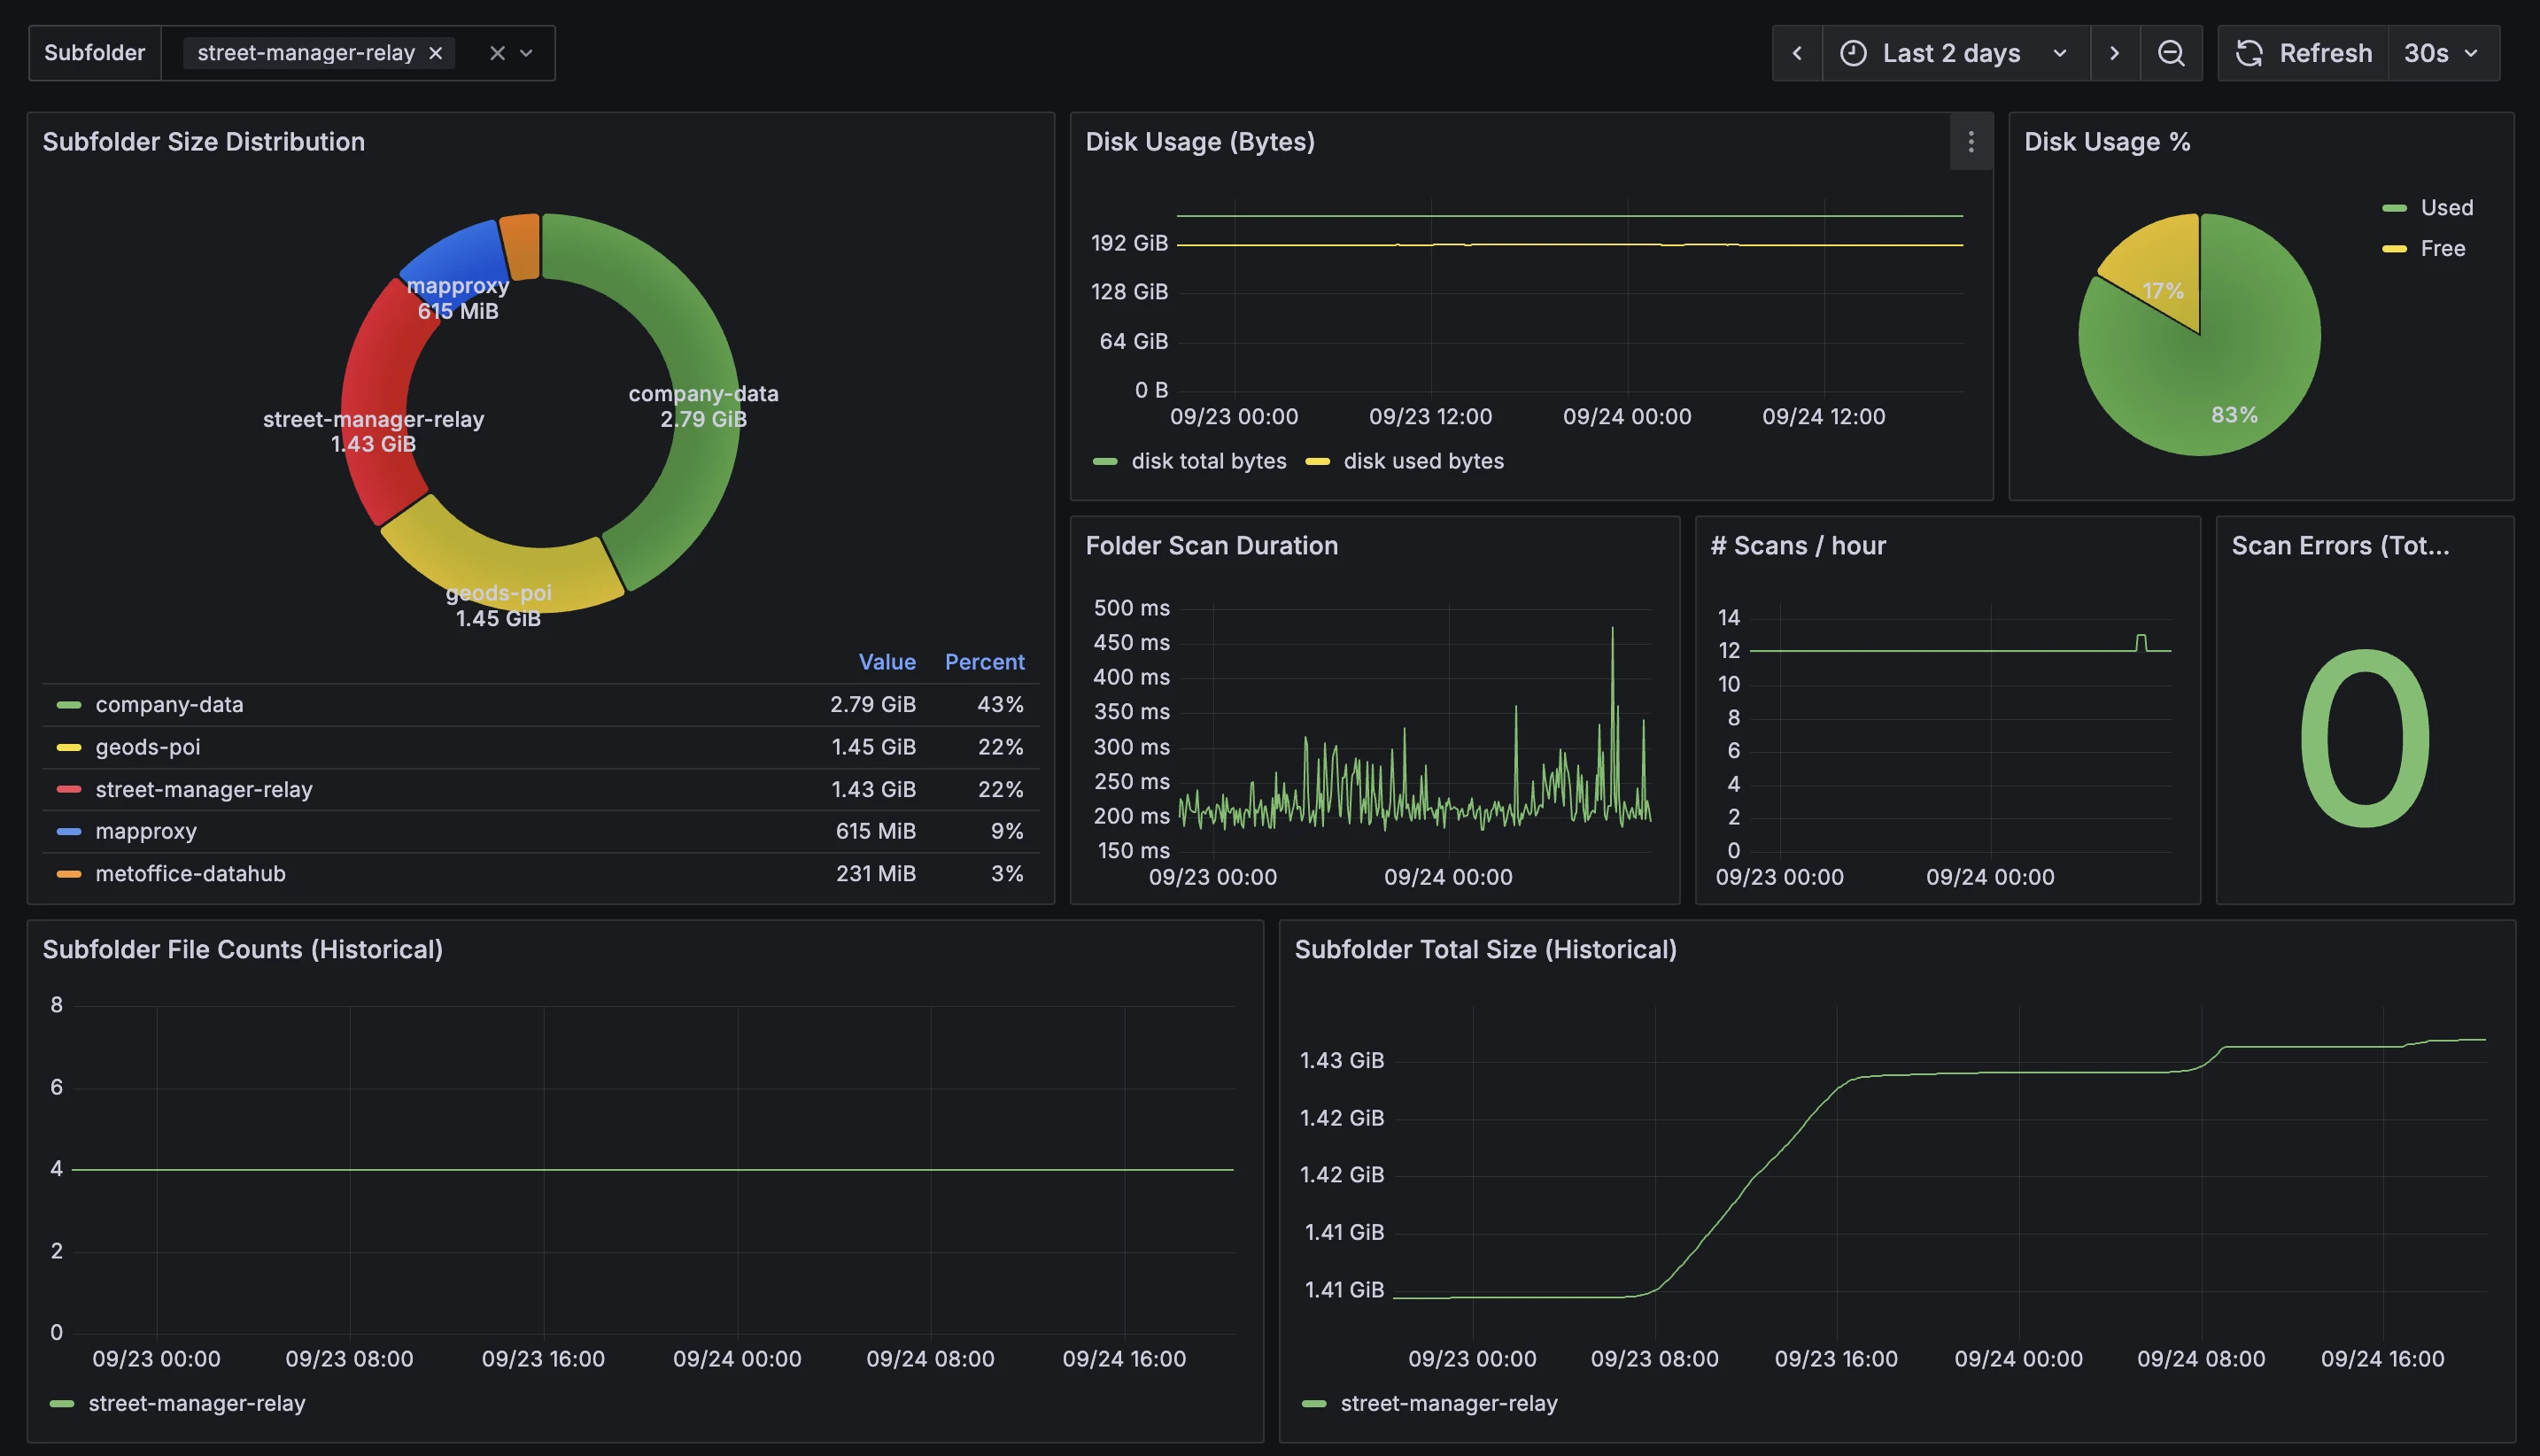 Subfolder street-manager-relay
Last 2 days Refresh 30s
Subfolder Size Distribution
mapproxy
615 MiB
company-data
2.79 GiB
street-manager-relay
1.43 GiB
geods-poi
1.45 GiB
Value Percent
company-data 2.79 GiB 43%
geods-poi 1.45 GiB 22%
street-manager-relay 1.43 GiB 22%
mapproxy 615 MiB 9%
metoffice-datahub 231 MiB 3%
Disk Usage (Bytes)
192 GiB
128 GiB
64 GiB
0 B
09/23 00:00 09/23 12:00 09/24 00:00 09/24 12:00
disk total bytes disk used bytes
Disk Usage %
Used
Free
17%
83%
Folder Scan Duration
500 ms
450 ms
400 ms
350 ms
300 ms
250 ms
200 ms
150 ms
09/23 00:00 09/24 00:00
# Scans / hour
14
12
10
8
6
4
2
0
09/23 00:00 09/24 00:00
Scan Errors (Tot...
0
Subfolder File Counts (Historical)
8
6
4
2
0
09/23 00:00 09/23 08:00 09/23 16:00 09/24 00:00 09/24 08:00 09/24 16:00
street-manager-relay
Subfolder Total Size (Historical)
1.43 GiB
1.42 GiB
1.42 GiB
1.41 GiB
1.41 GiB
09/23 00:00 09/23 08:00 09/23 16:00 09/24 00:00 09/24 08:00 09/24 16:00
street-manager-relay